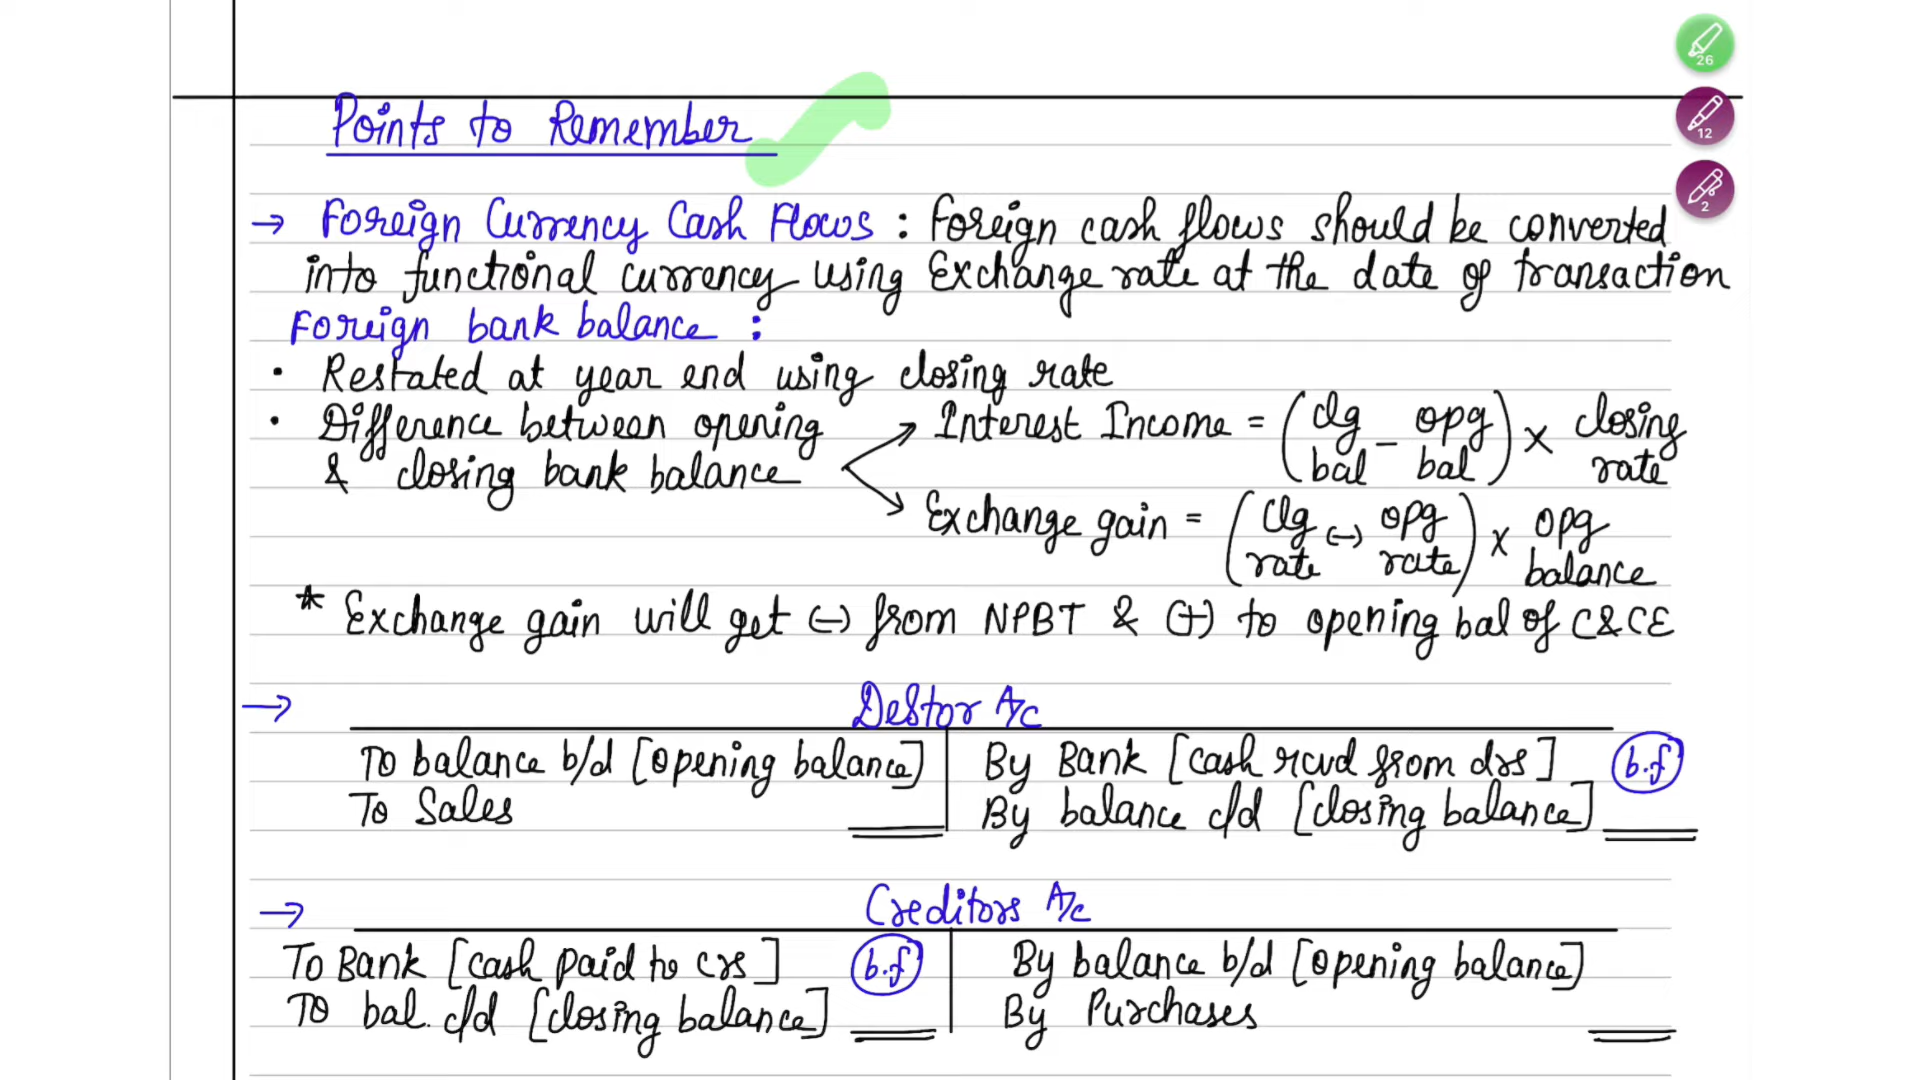 Points to Remember
→ Foreign Currency Cash Flows : Foreign cash flows should be converted
into functional currency using Exchange rate at the date of transaction
Foreign bank balance :
• Restated at year end using closing rate
• Difference between opening & closing bank balance
Interest Income = (clg bal - opg bal) × closing rate
Exchange gain = (clg rate (-) opg rate) × opg balance
* Exchange gain will get (-) from NPBT & (+) to opening bal of C&CE
→ Debtor A/c
To balance b/d [opening balance]
To Sales
By Bank [cash rcvd from drs] b.f
By balance c/d [closing balance]
→ Creditors A/c
To Bank [cash paid to crs] b.f
To bal. c/d [closing balance]
By balance b/d [opening balance]
By Purchases
26
12
2